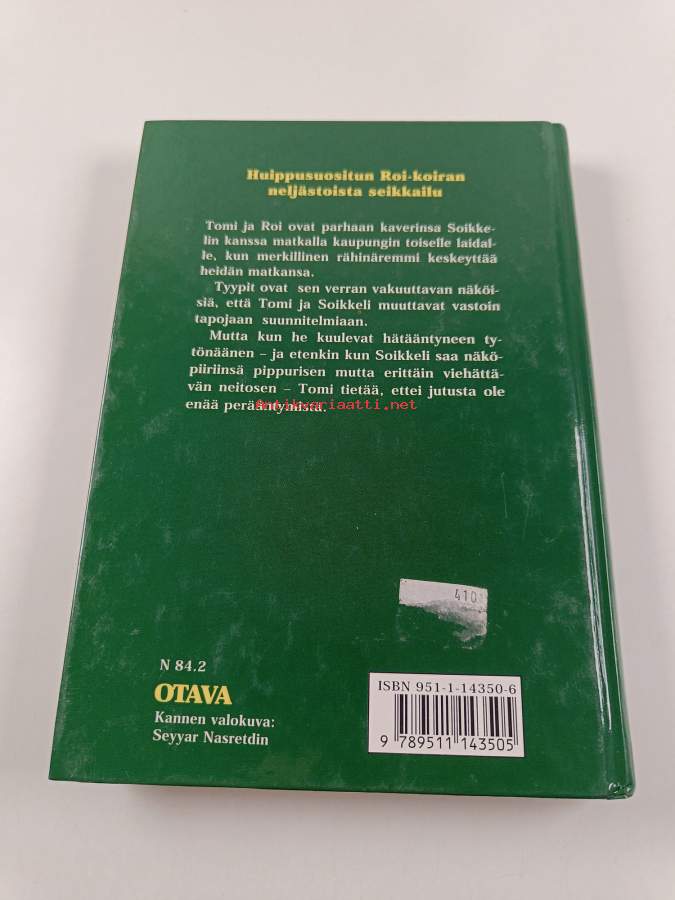 Huippusuositun Roi-koiran
neljästoista seikkailu
Tomi ja Roi ovat parhaan kaverinsa Soikke-
lin kanssa matkalla kaupungin toiselle laidal-
le, kun merkillinen rähinäremmi keskeyttää
heidän matkansa.
Tyypit ovat sen verran vakuuttavan näköi-
siä, että Tomi ja Soikkeli muuttavat vastoin
tapojaan suunnitelmiaan.
Mutta kun he kuulevat hätääntyneen ty-
tönäänen – ja etenkin kun Soikkeli saa näkö-
piiriinsä pippurisen mutta erittäin viehättä-
vän neitosen – Tomi tietää, ettei jutusta ole
enää perääntymistä.
antikvariaatti.net
410
N 84.2
OTAVA
Kannen valokuva:
Seyyar Nasretdin
ISBN 951-1-14350-6
9 789511 143505